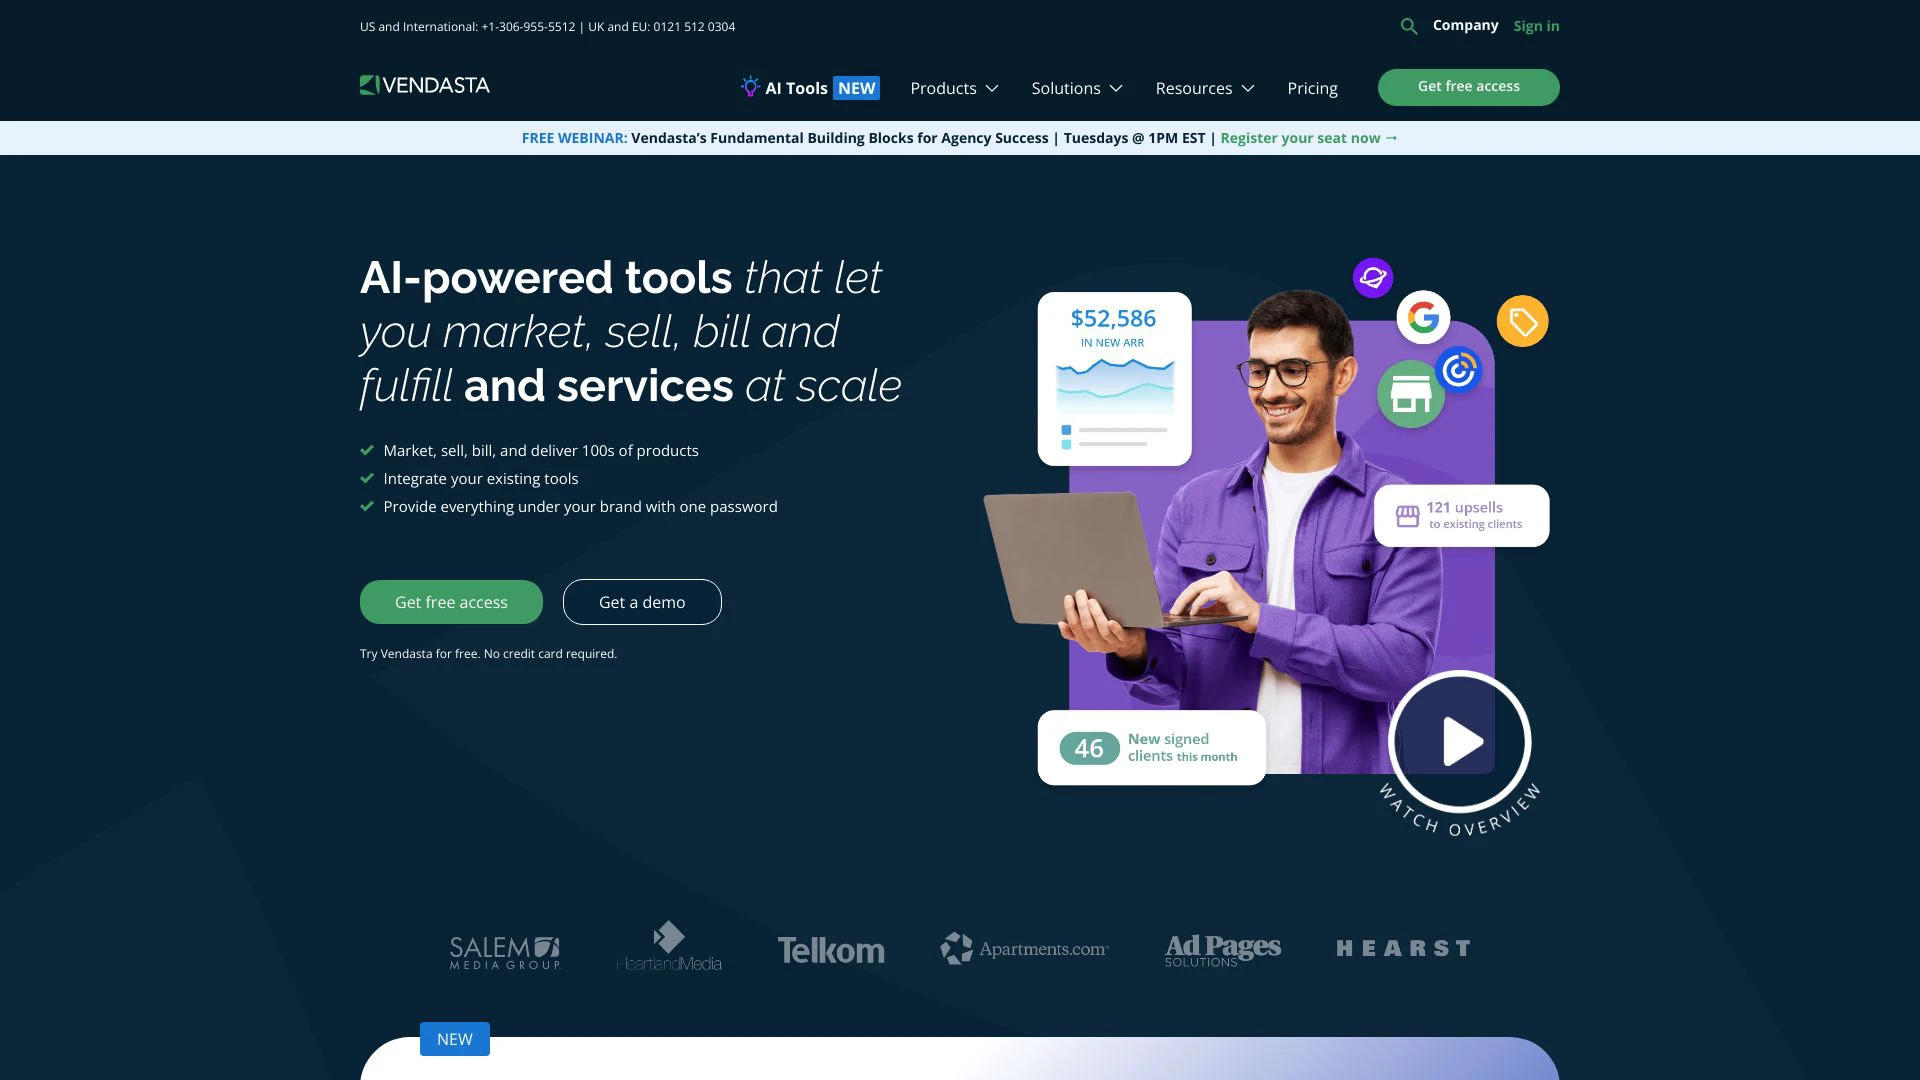 US and International: +1-306-955-5512 | UK and EU: 0121 512 0304
Company
Sign in
VENDASTA
AI Tools NEW
Products
Solutions
Resources
Pricing
Get free access
FREE WEBINAR: Vendasta’s Fundamental Building Blocks for Agency Success | Tuesdays @ 1PM EST | Register your seat now →
AI-powered tools that let
you market, sell, bill and
fulfill and services at scale
Market, sell, bill, and deliver 100s of products
Integrate your existing tools
Provide everything under your brand with one password
Get free access
Get a demo
Try Vendasta for free. No credit card required.
$52,586
IN NEW ARR
121 upsells
to existing clients
46
New signed
clients this month
WATCH OVERVIEW
SALEM
MEDIA GROUP
HeartlandMedia
Telkom
Apartments.com
Ad Pages
SOLUTIONS
HEARST
NEW